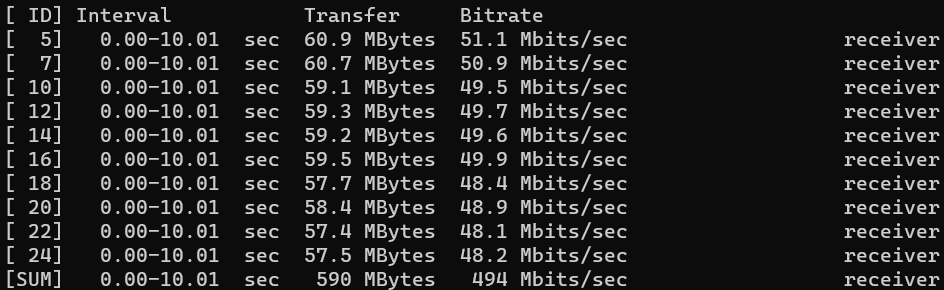 [ ID] Interval           Transfer     Bitrate
[  5]   0.00-10.01  sec  60.9 MBytes  51.1 Mbits/sec                  receiver
[  7]   0.00-10.01  sec  60.7 MBytes  50.9 Mbits/sec                  receiver
[ 10]   0.00-10.01  sec  59.1 MBytes  49.5 Mbits/sec                  receiver
[ 12]   0.00-10.01  sec  59.3 MBytes  49.7 Mbits/sec                  receiver
[ 14]   0.00-10.01  sec  59.2 MBytes  49.6 Mbits/sec                  receiver
[ 16]   0.00-10.01  sec  59.5 MBytes  49.9 Mbits/sec                  receiver
[ 18]   0.00-10.01  sec  57.7 MBytes  48.4 Mbits/sec                  receiver
[ 20]   0.00-10.01  sec  58.4 MBytes  48.9 Mbits/sec                  receiver
[ 22]   0.00-10.01  sec  57.4 MBytes  48.1 Mbits/sec                  receiver
[ 24]   0.00-10.01  sec  57.5 MBytes  48.2 Mbits/sec                  receiver
[SUM]   0.00-10.01  sec   590 MBytes   494 Mbits/sec                  receiver